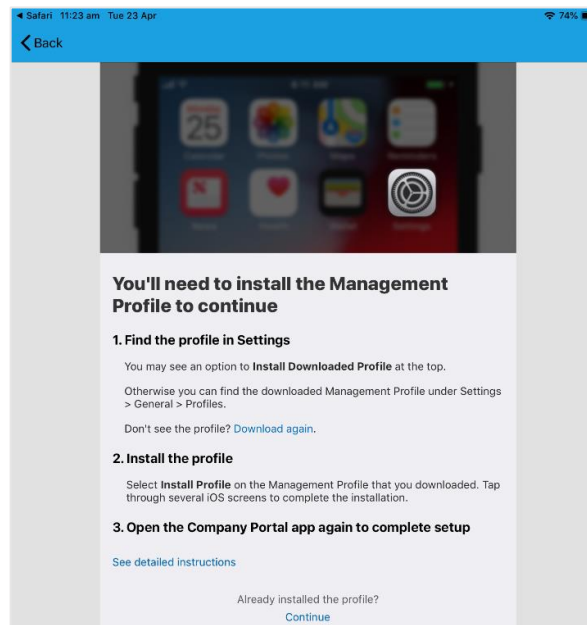 Safari 11:23 am Tue 23 Apr 74%
Back
25
You'll need to install the Management
Profile to continue
1. Find the profile in Settings
You may see an option to Install Downloaded Profile at the top.
Otherwise you can find the downloaded Management Profile under Settings
> General > Profiles.
Don't see the profile? Download again.
2. Install the profile
Select Install Profile on the Management Profile that you downloaded. Tap
through several iOS screens to complete the installation.
3. Open the Company Portal app again to complete setup
See detailed instructions
Already installed the profile?
Continue